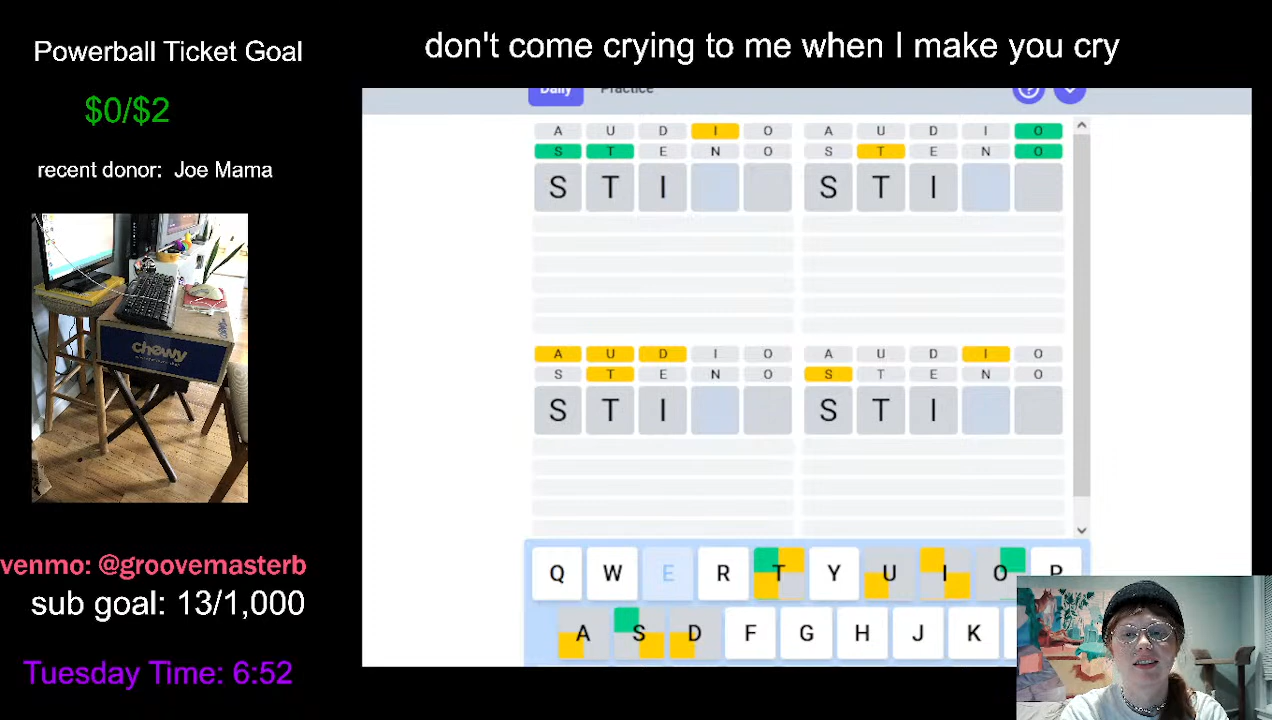 Powerball Ticket Goal
$0/$2
recent donor: Joe Mama
don't come crying to me when I make you cry
Daily Practice
A U D I O A U D I O
S T E N O S T E N O
S T I S T I
A U D I O A U D I O
S T E N O S T E N O
S T I S T I
Q W E R T Y U I O P
A S D F G H J K
chewy
venmo: @groovemasterb
sub goal: 13/1,000
Tuesday Time: 6:52